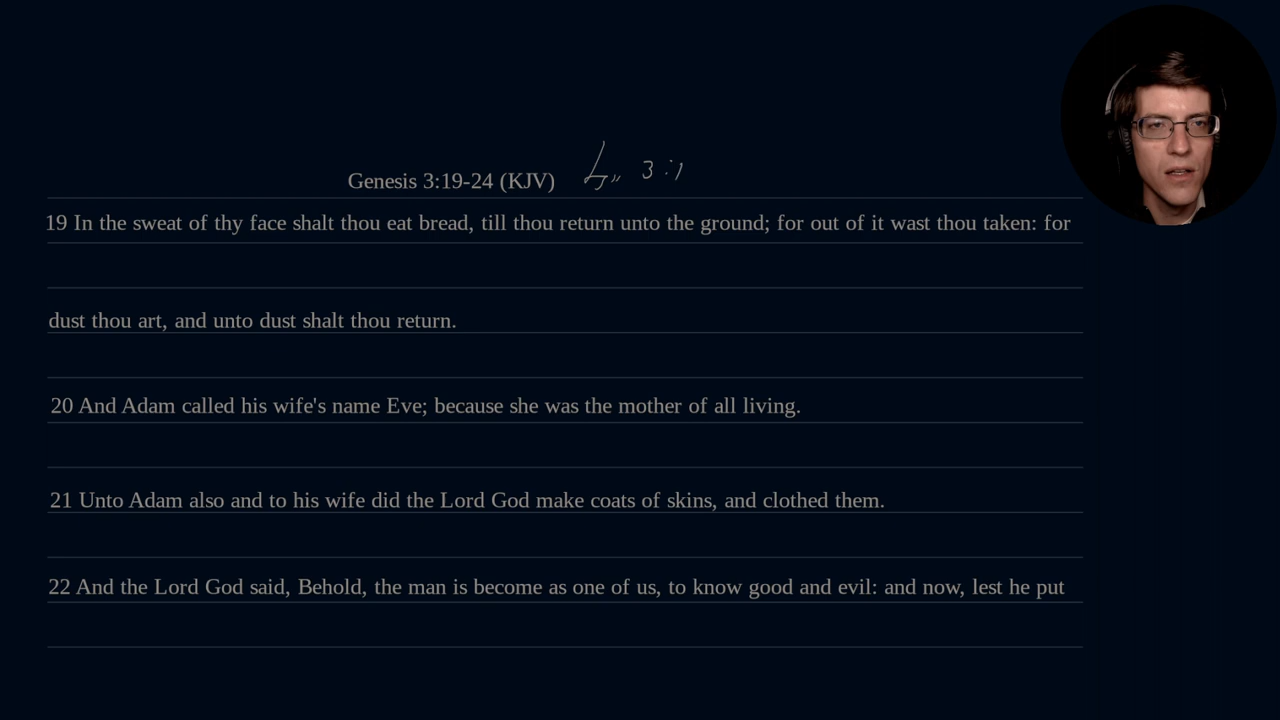 Genesis 3:19-24 (KJV) 3:1
19 In the sweat of thy face shalt thou eat bread, till thou return unto the ground; for out of it wast thou taken: for
dust thou art, and unto dust shalt thou return.
20 And Adam called his wife's name Eve; because she was the mother of all living.
21 Unto Adam also and to his wife did the Lord God make coats of skins, and clothed them.
22 And the Lord God said, Behold, the man is become as one of us, to know good and evil: and now, lest he put